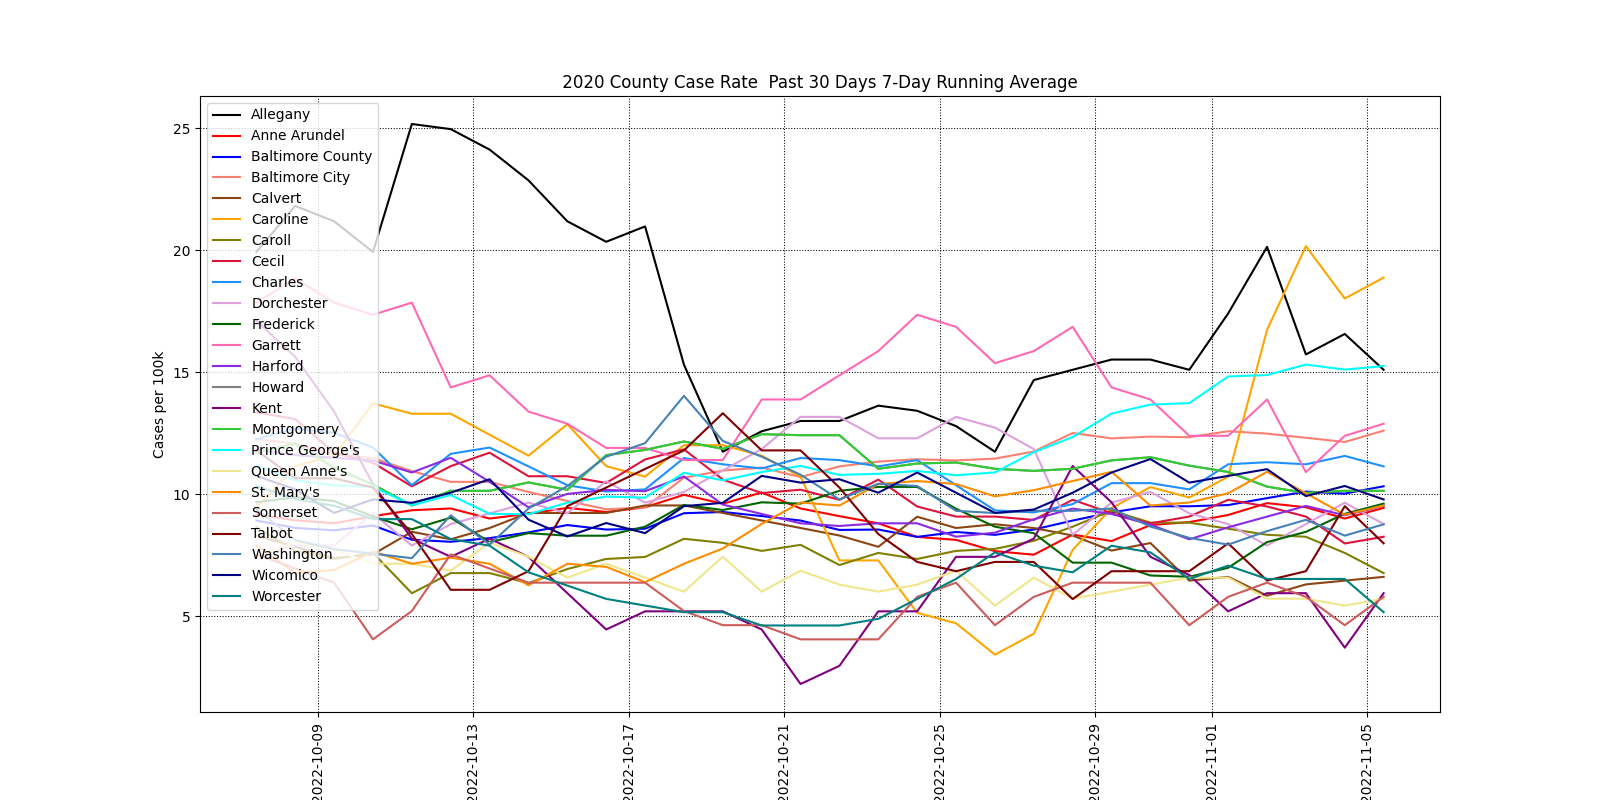 2020 County Case Rate  Past 30 Days 7-Day Running Average
Cases per 100k
25
20
15
10
5
Allegany
Anne Arundel
Baltimore County
Baltimore City
Calvert
Caroline
Caroll
Cecil
Charles
Dorchester
Frederick
Garrett
Harford
Howard
Kent
Montgomery
Prince George's
Queen Anne's
St. Mary's
Somerset
Talbot
Washington
Wicomico
Worcester
2022-10-09
2022-10-13
2022-10-17
2022-10-21
2022-10-25
2022-10-29
2022-11-01
2022-11-05